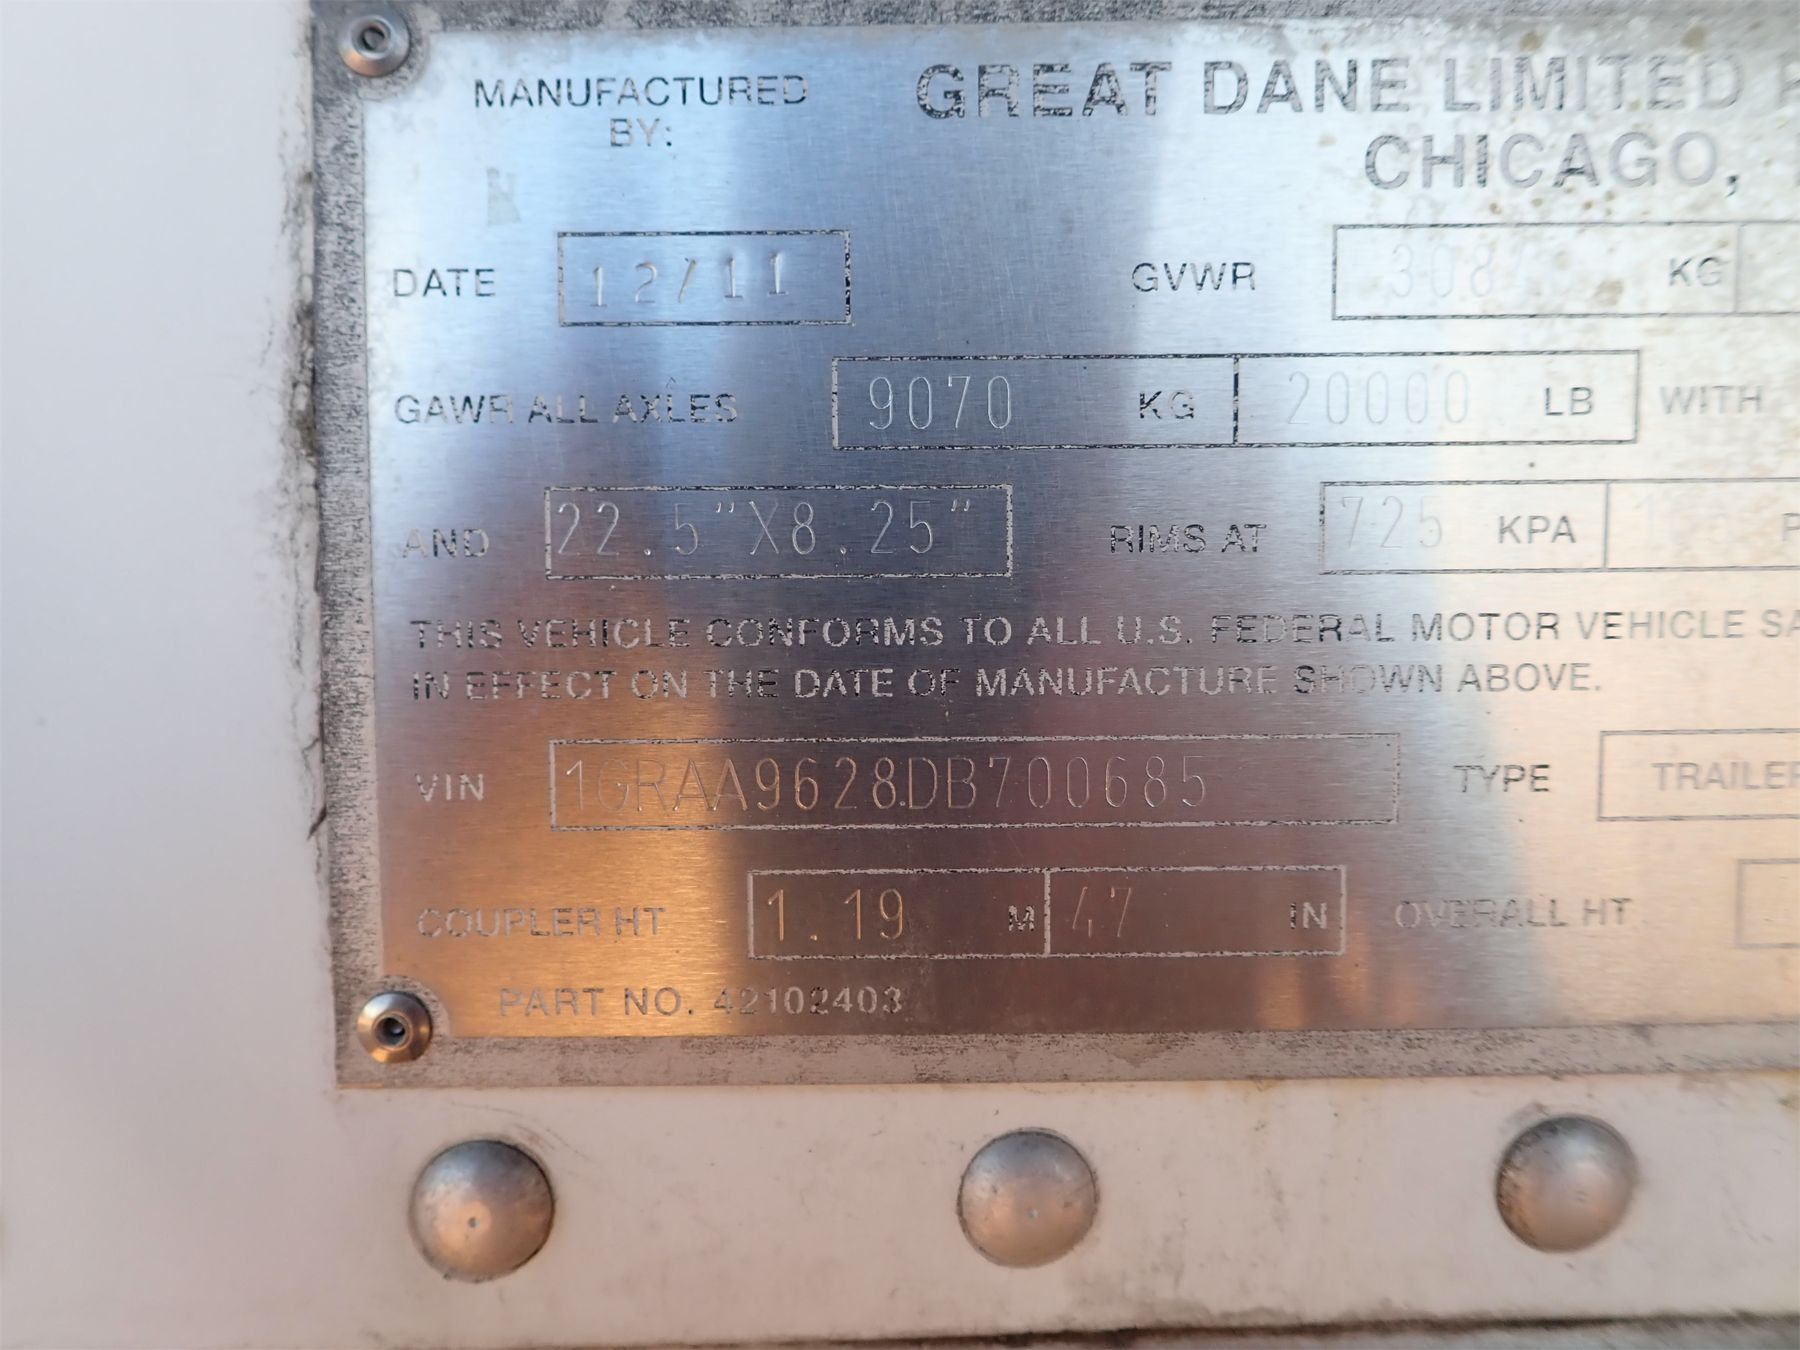 MANUFACTURED BY: GREAT DANE LIMITED
CHICAGO,
DATE 12/11 GVWR KG
GAWR ALL AXLES 9070 KG 20000 LB WITH
AND 22.5"X8.25" RIMS AT 725 KPA
THIS VEHICLE CONFORMS TO ALL U.S. FEDERAL MOTOR VEHICLE
IN EFFECT ON THE DATE OF MANUFACTURE SHOWN ABOVE.
VIN 1GRAA9628DB700685 TYPE TRAILER
COUPLER HT 1.19 M 47 IN OVERALL HT
PART NO. 42102403